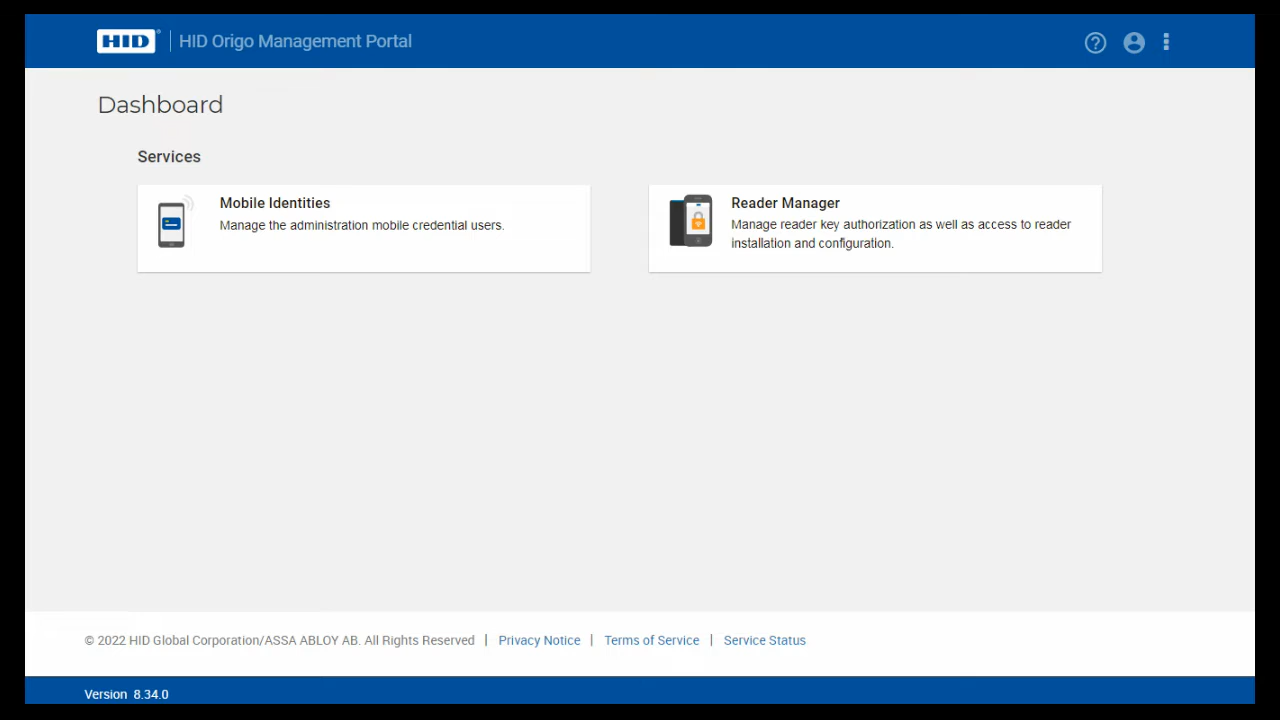 HID® | HID Origo Management Portal
Dashboard
Services
Mobile Identities
Manage the administration mobile credential users.
Reader Manager
Manage reader key authorization as well as access to reader
installation and configuration.
© 2022 HID Global Corporation/ASSA ABLOY AB. All Rights Reserved | Privacy Notice | Terms of Service | Service Status
Version 8.34.0